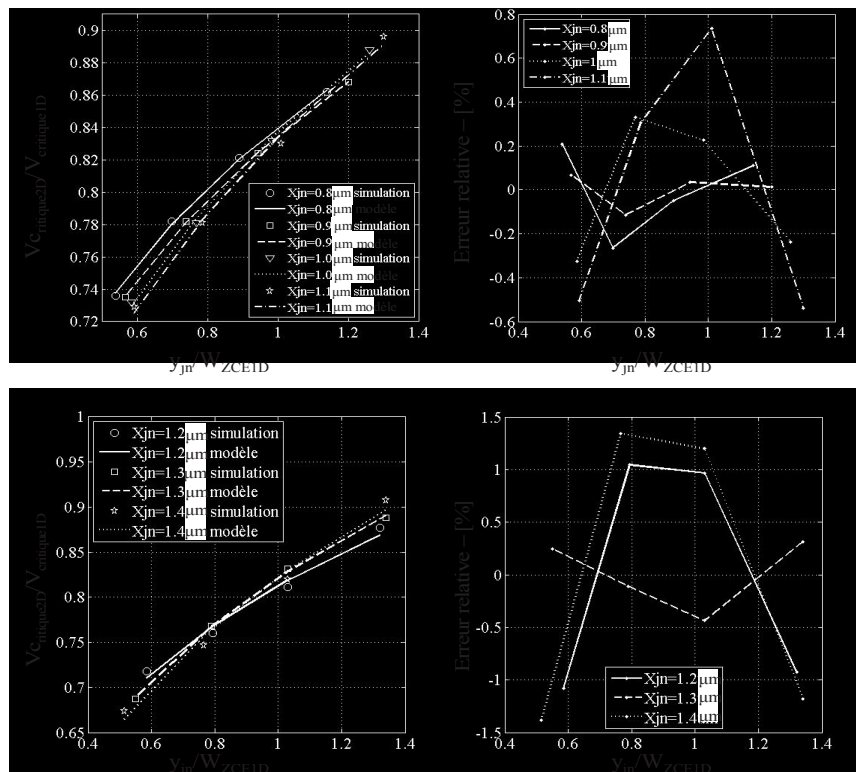 0.9
0.88
0.86
0.84
0.82
0.8
0.78
0.76
0.74
0.72
0.6
0.8
1
1.2
1.4
Vcritique2D/Vcritique1D
yjn/WZCE1D
Xjn=0.8μm simulation
Xjn=0.8μm modèle
Xjn=0.9μm simulation
Xjn=0.9μm modèle
Xjn=1.0μm simulation
Xjn=1.0μm modèle
Xjn=1.1μm simulation
Xjn=1.1μm modèle
0.8
0.6
0.4
0.2
0
-0.2
-0.4
-0.6
0.4
0.6
0.8
1
1.2
1.4
Erreur relative – [%]
yjn/WZCE1D
Xjn=0.8μm
Xjn=0.9μm
Xjn=1μm
Xjn=1.1μm
1
0.95
0.9
0.85
0.8
0.75
0.7
0.65
0.4
0.6
0.8
1
1.2
1.4
Vcritique2D/Vcritique1D
yjn/WZCE1D
Xjn=1.2μm simulation
Xjn=1.2μm modèle
Xjn=1.3μm simulation
Xjn=1.3μm modèle
Xjn=1.4μm simulation
Xjn=1.4μm modèle
1.5
1
0.5
0
-0.5
-1
-1.5
0.4
0.6
0.8
1
1.2
1.4
Erreur relative – [%]
yjn/WZCE1D
Xjn=1.2μm
Xjn=1.3μm
Xjn=1.4μm